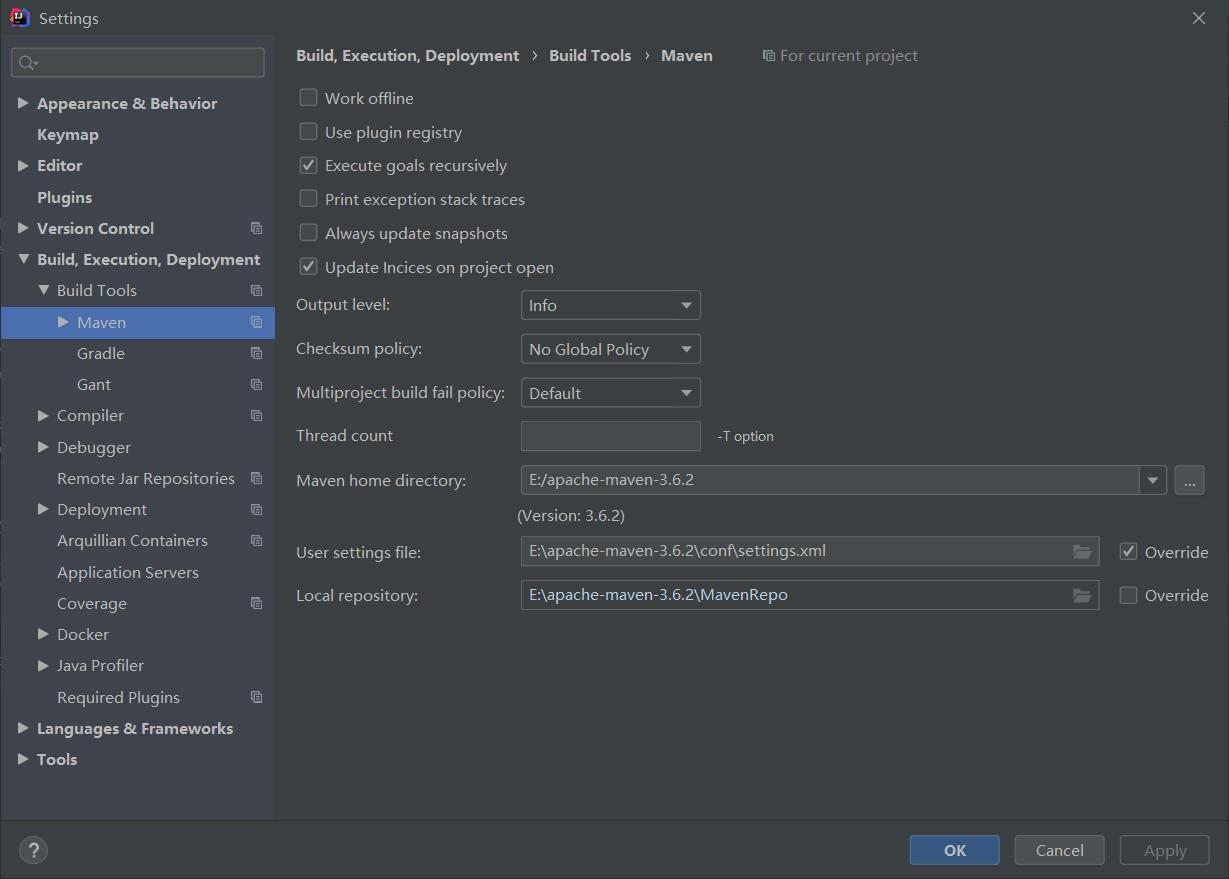 Settings
Build, Execution, Deployment › Build Tools › Maven For current project
Appearance & Behavior
Keymap
Editor
Plugins
Version Control
Build, Execution, Deployment
Build Tools
Maven
Gradle
Gant
Compiler
Debugger
Remote Jar Repositories
Deployment
Arquillian Containers
Application Servers
Coverage
Docker
Java Profiler
Required Plugins
Languages & Frameworks
Tools
Work offline
Use plugin registry
Execute goals recursively
Print exception stack traces
Always update snapshots
Update Incices on project open
Output level: Info
Checksum policy: No Global Policy
Multiproject build fail policy: Default
Thread count -T option
Maven home directory: E:/apache-maven-3.6.2 ...
(Version: 3.6.2)
User settings file: E:\apache-maven-3.6.2\conf\settings.xml Override
Local repository: E:\apache-maven-3.6.2\MavenRepo Override
? OK Cancel Apply